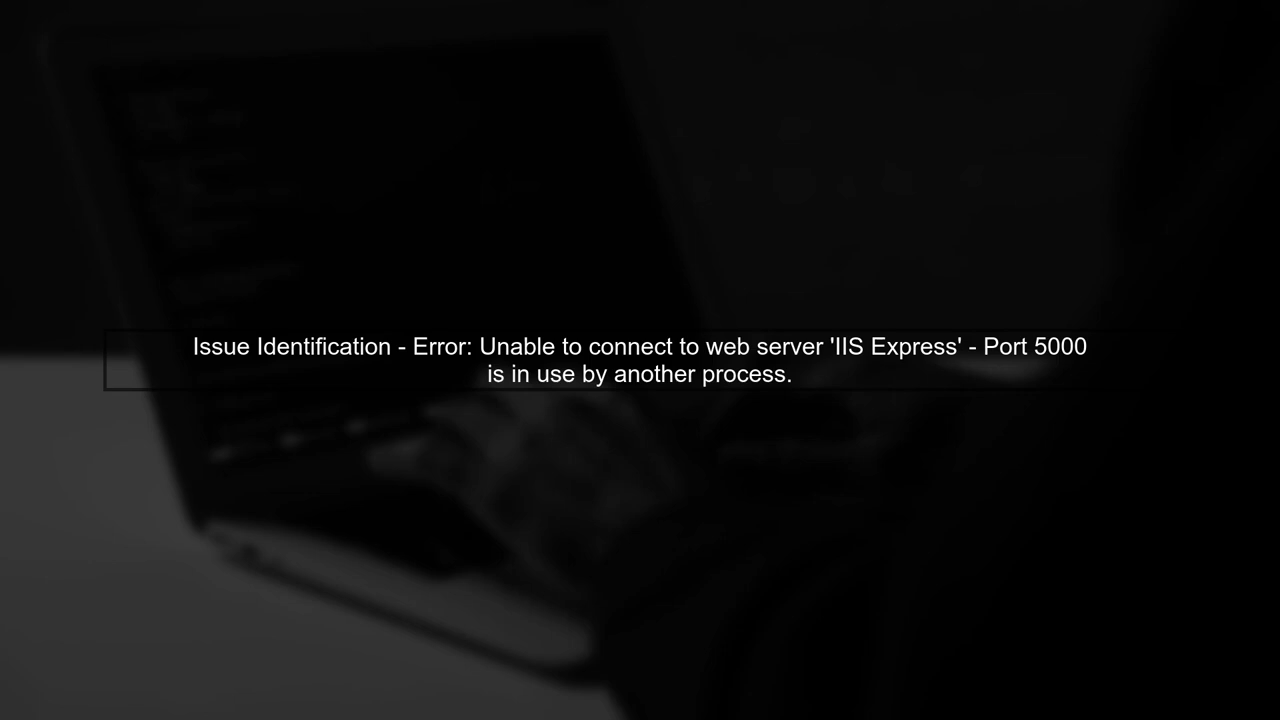 Issue Identification - Error: Unable to connect to web server 'IIS Express' - Port 5000
is in use by another process.